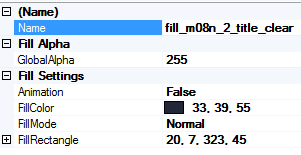 (Name)
Name fill_m08n_2_title_clear
Fill Alpha
GlobalAlpha 255
Fill Settings
Animation False
FillColor 33, 39, 55
FillMode Normal
FillRectangle 20, 7, 323, 45